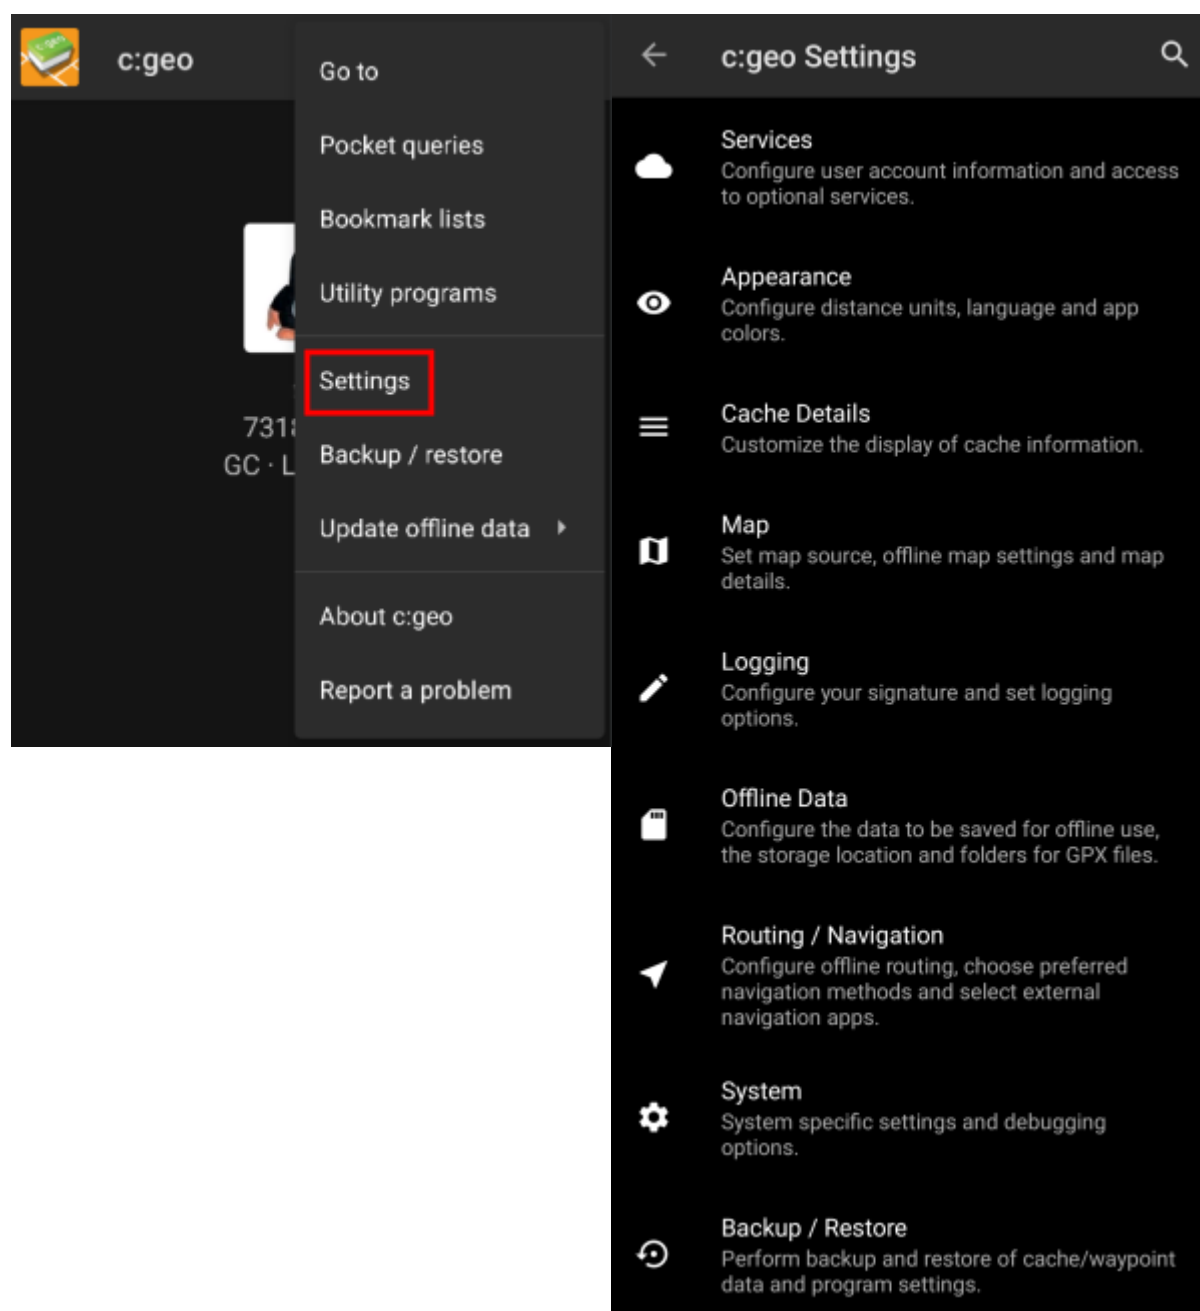 c:geo
Go to
Pocket queries
Bookmark lists
Utility programs
Settings
Backup / restore
Update offline data
About c:geo
Report a problem
GC · L
c:geo Settings
Services
Configure user account information and access
to optional services.
Appearance
Configure distance units, language and app
colors.
Cache Details
Customize the display of cache information.
Map
Set map source, offline map settings and map
details.
Logging
Configure your signature and set logging
options.
Offline Data
Configure the data to be saved for offline use,
the storage location and folders for GPX files.
Routing / Navigation
Configure offline routing, choose preferred
navigation methods and select external
navigation apps.
System
System specific settings and debugging
options.
Backup / Restore
Perform backup and restore of cache/waypoint
data and program settings.